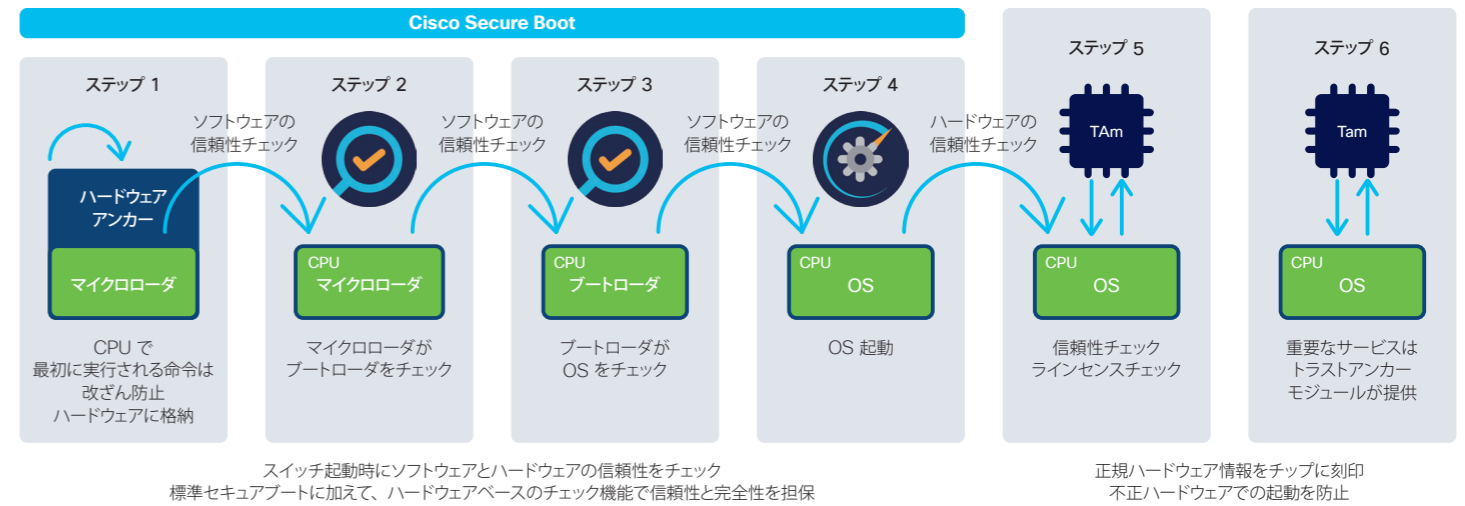 Cisco Secure Boot
ステップ 1
ハードウェア
アンカー
マイクロローダ
CPU で
最初に実行される命令は
改ざん防止
ハードウェアに格納
ソフトウェアの
信頼性チェック
ステップ 2
CPU
マイクロローダ
マイクロローダが
ブートローダをチェック
ソフトウェアの
信頼性チェック
ステップ 3
CPU
ブートローダ
ブートローダが
OS をチェック
ソフトウェアの
信頼性チェック
ステップ 4
CPU
OS
OS 起動
ハードウェアの
信頼性チェック
ステップ 5
TAm
CPU
OS
信頼性チェック
ラインセンスチェック
ステップ 6
Tam
CPU
OS
重要なサービスは
トラストアンカー
モジュールが提供
スイッチ起動時にソフトウェアとハードウェアの信頼性をチェック
標準セキュアブートに加えて、ハードウェアベースのチェック機能で信頼性と完全性を担保
正規ハードウェア情報をチップに刻印
不正ハードウェアでの起動を防止